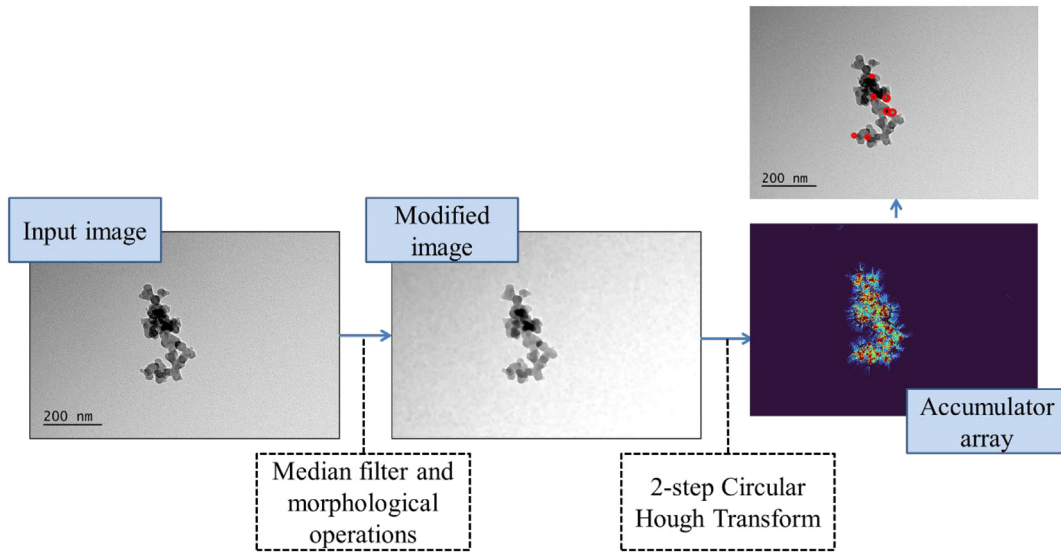 200 nm
Input image
Modified
image
200 nm
Accumulator
array
Median filter and
morphological
operations
2-step Circular
Hough Transform